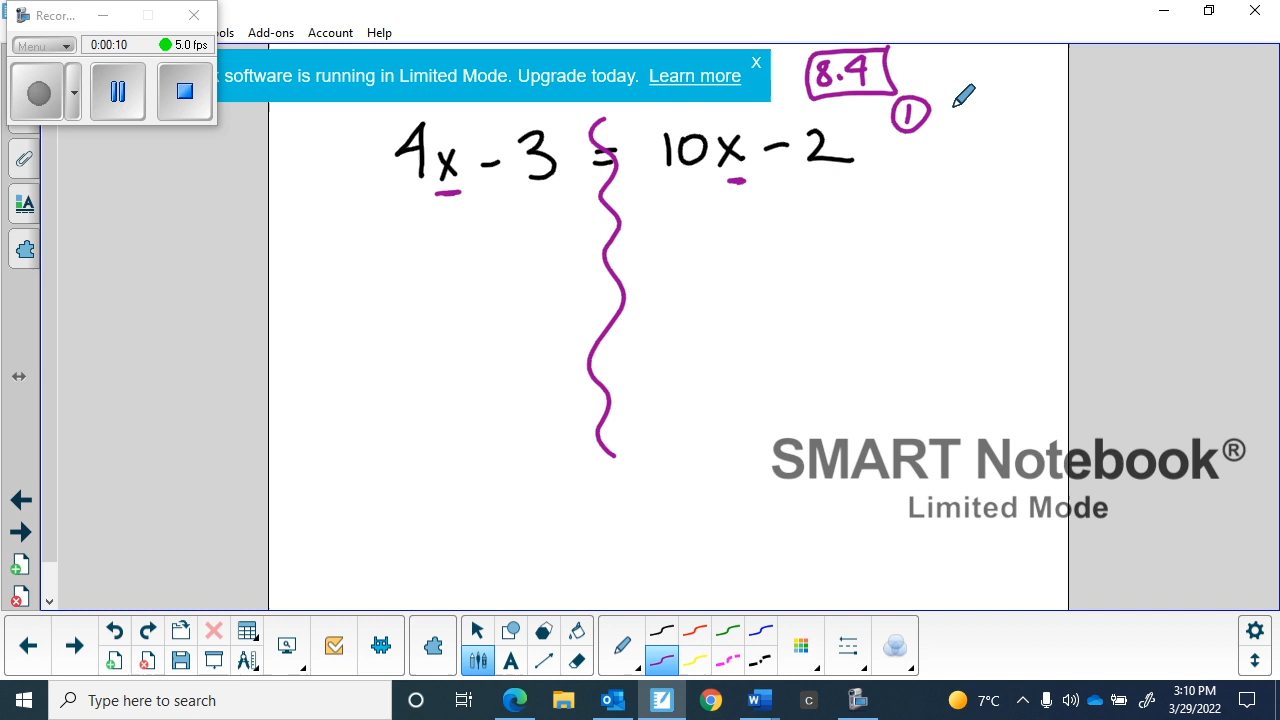 Recor...
Menu
0:00:10
5.0 fps
ols Add-ons Account Help
software is running in Limited Mode. Upgrade today. Learn more X
8.4
1
4x - 3 = 10x - 2
SMART Notebook®
Limited Mode
Type here to search
7°C
3:10 PM
3/29/2022